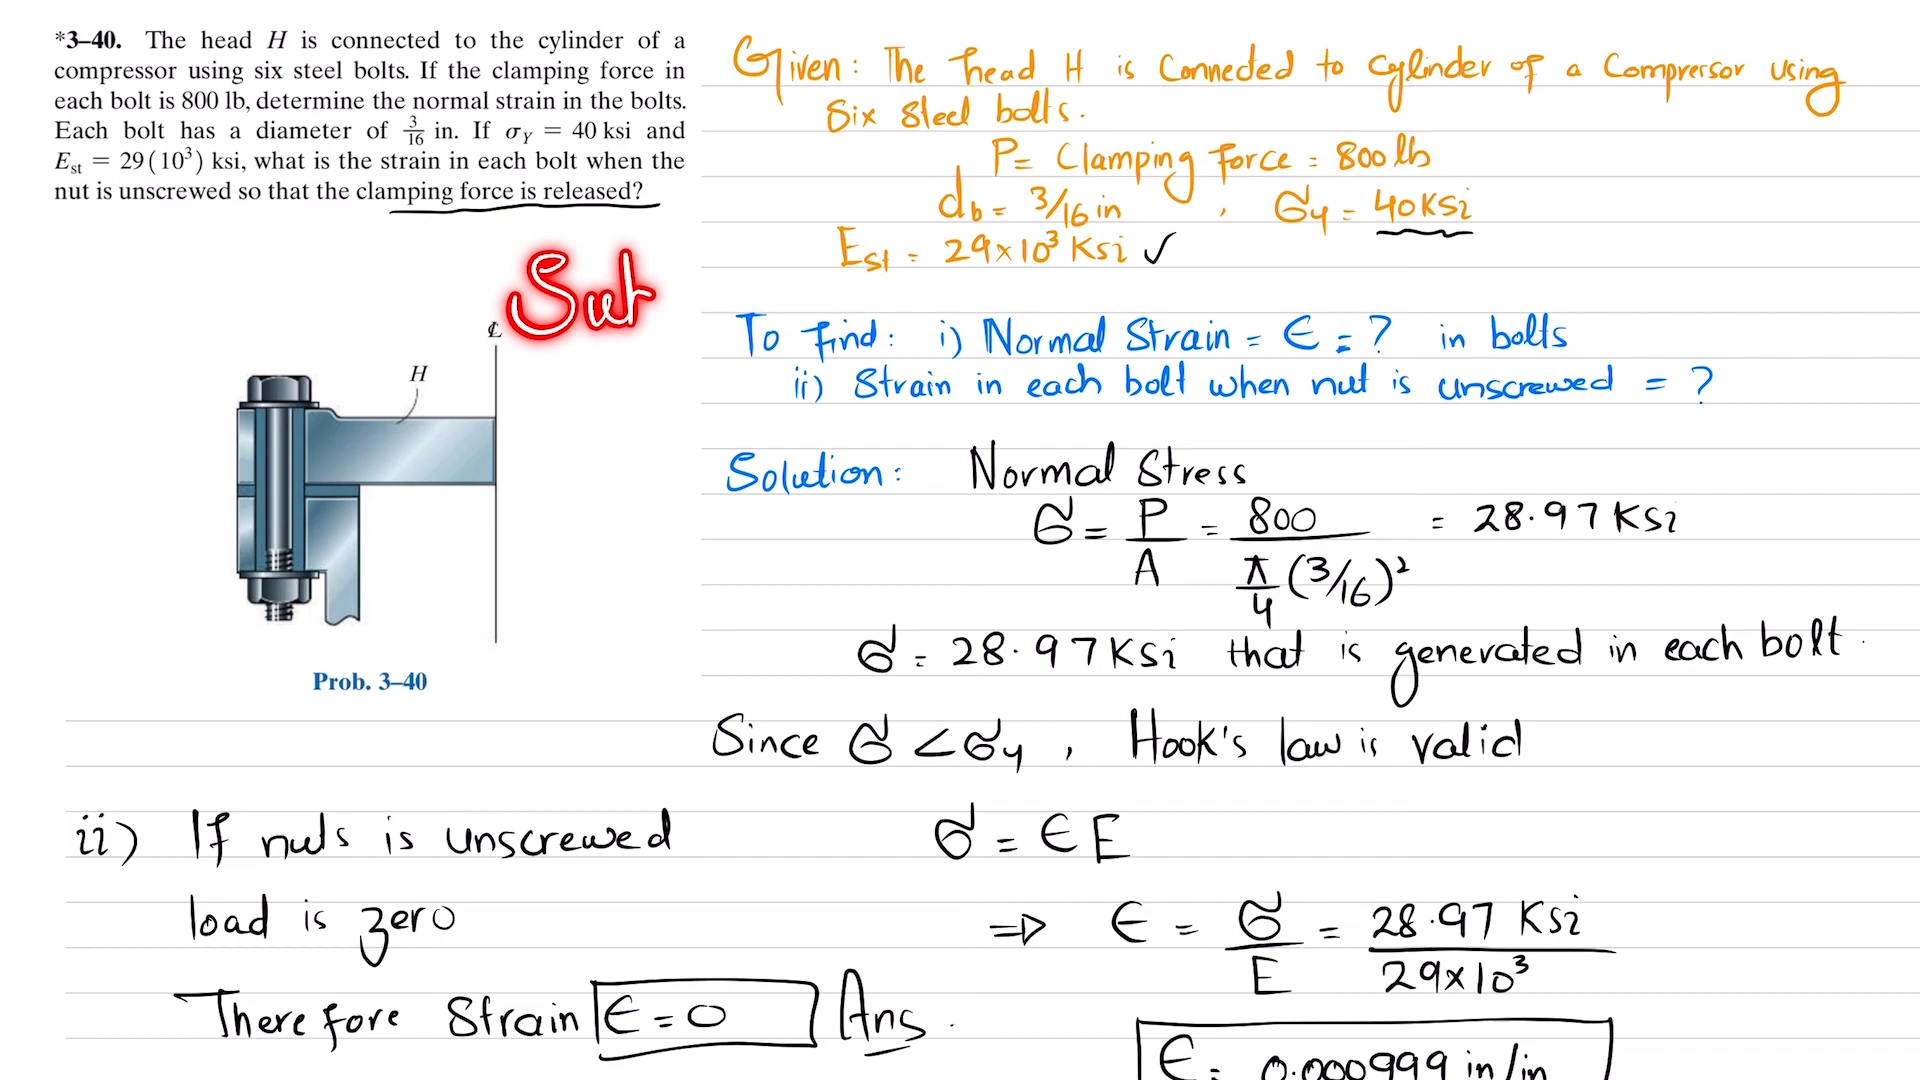 *3–40. The head H is connected to the cylinder of a
compressor using six steel bolts. If the clamping force in
each bolt is 800 lb, determine the normal strain in the bolts.
Each bolt has a diameter of 3/16 in. If σY = 40 ksi and
Est = 29(10³) ksi, what is the strain in each bolt when the
nut is unscrewed so that the clamping force is released?
Sub
℄
H
Prob. 3–40
Given: The head H is Connected to cylinder of a Compressor using
Six Steel bolts.
P = Clamping Force = 800 lb
db = 3/16 in , σy = 40 Ksi
Est = 29×10³ Ksi ✓
To Find: i) Normal Strain = ϵ = ? in bolts
ii) Strain in each bolt when nut is unscrewed = ?
Solution: Normal Stress
σ = P/A = 800 / (π/4 (3/16)²) = 28.97 Ksi
σ = 28.97 Ksi that is generated in each bolt.
Since σ < σy , Hook's law is valid
σ = ϵ E
⇒ ϵ = σ/E = 28.97 Ksi / 29×10³
ϵ = 0.000999 in/in
ii) If nuts is unscrewed
load is zero
Therefore Strain ϵ = 0 Ans.